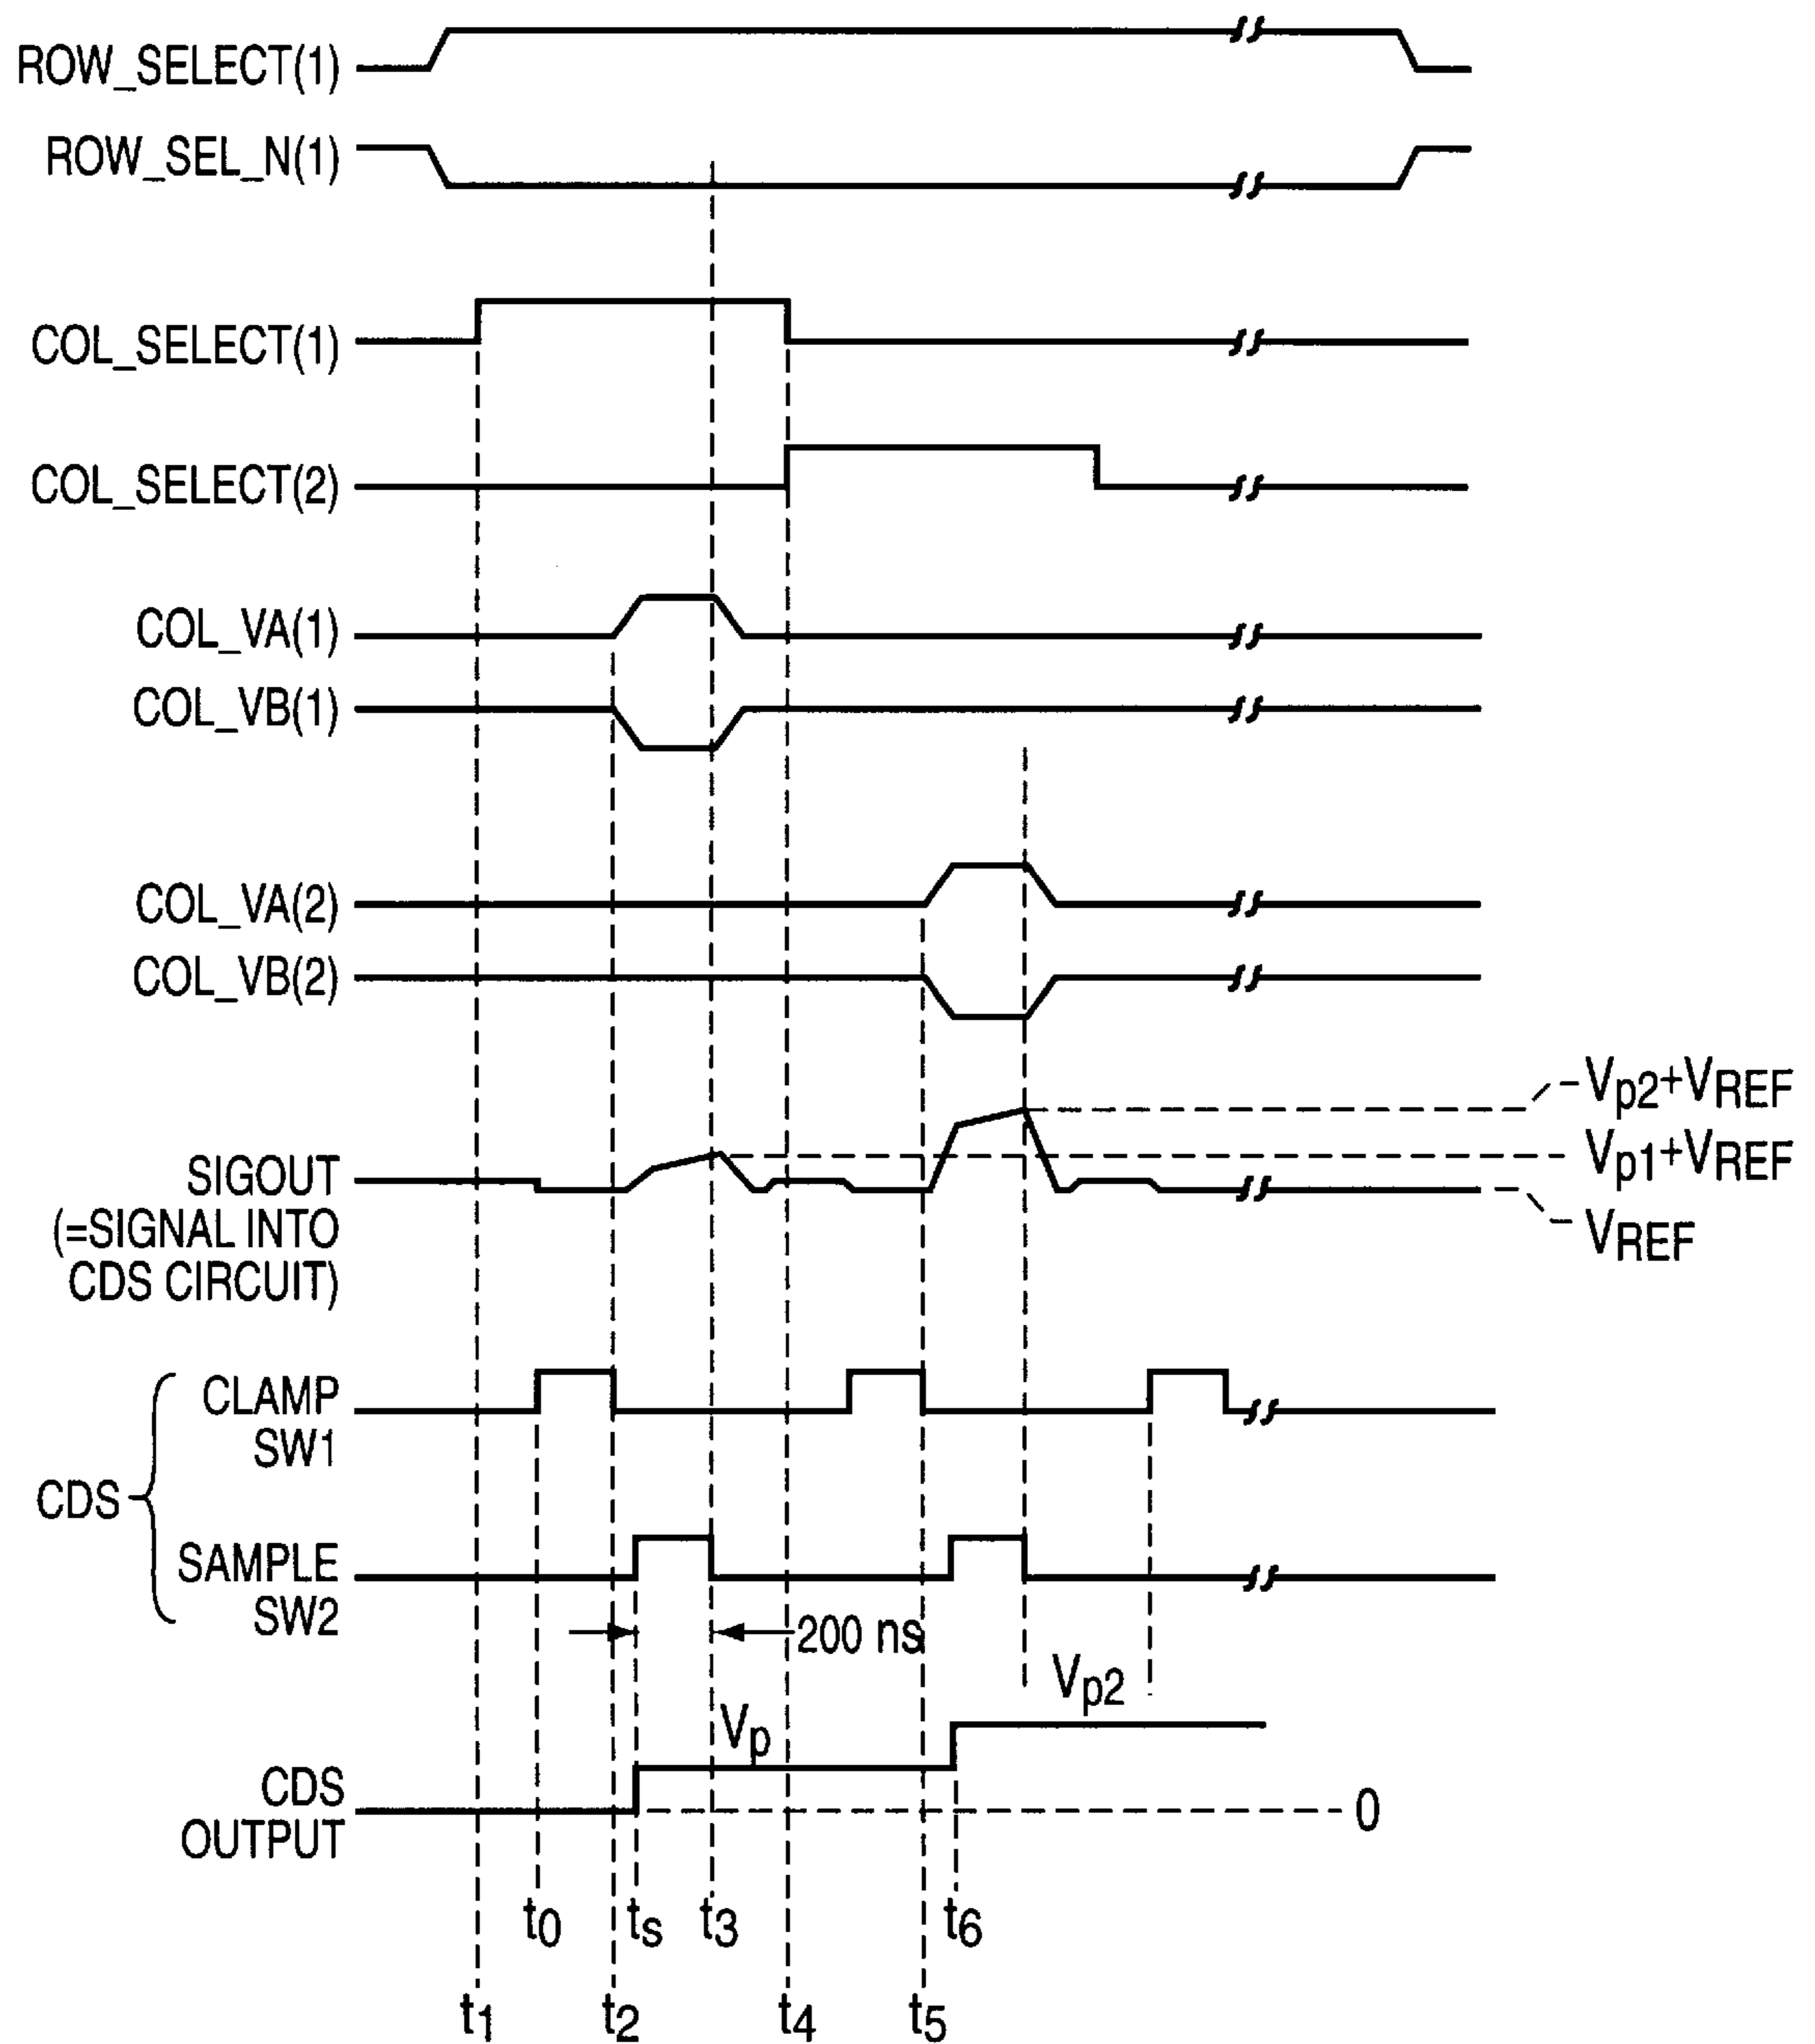 ROW_SELECT(1)
ROW_SEL_N(1)
COL_SELECT(1)
COL_SELECT(2)
COL_VA(1)
COL_VB(1)
COL_VA(2)
COL_VB(2)
Vp2+VREF
Vp1+VREF
VREF
SIGOUT
(=SIGNAL INTO
CDS CIRCUIT)
CDS
CLAMP
SW1
SAMPLE
SW2
200 ns
Vp
Vp2
CDS
OUTPUT
0
t0
ts
t3
t6
t1
t2
t4
t5